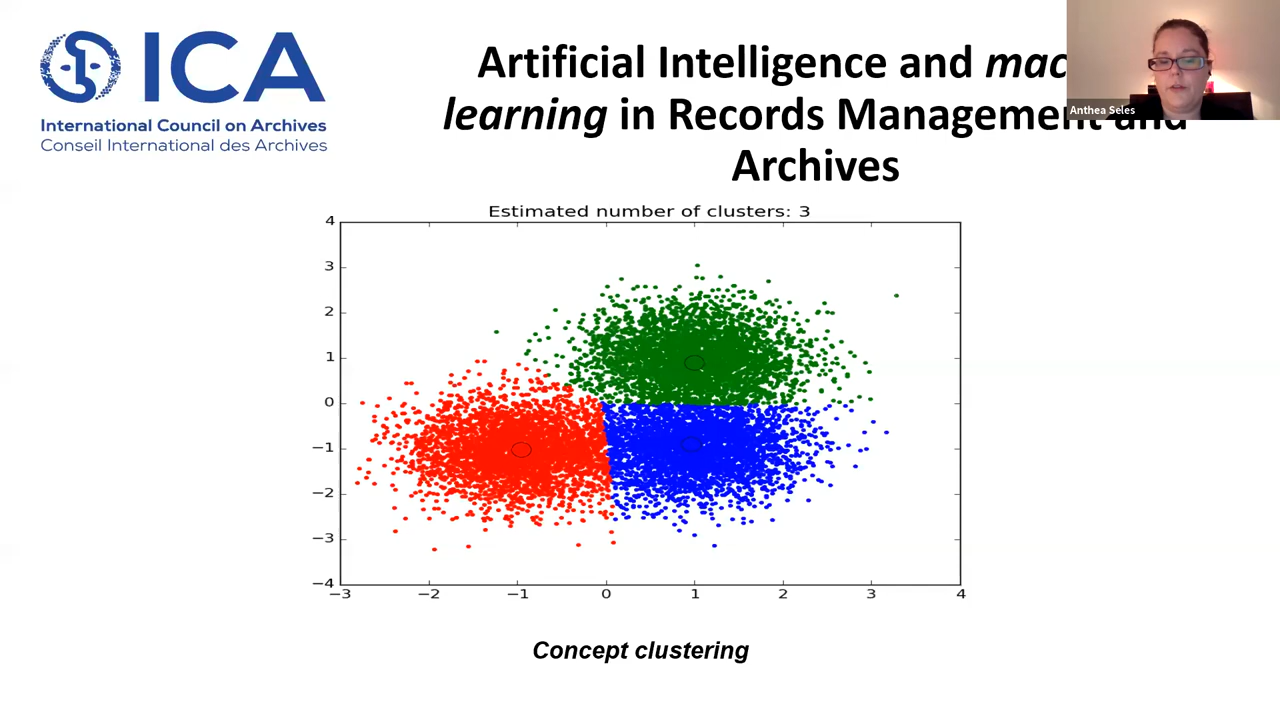 ICA
International Council on Archives
Conseil International des Archives
Artificial Intelligence and mac
learning in Records Management and
Archives
Anthea Seles
Estimated number of clusters: 3
4
3
2
1
0
−1
−2
−3
−4
−3 −2 −1 0 1 2 3 4
Concept clustering